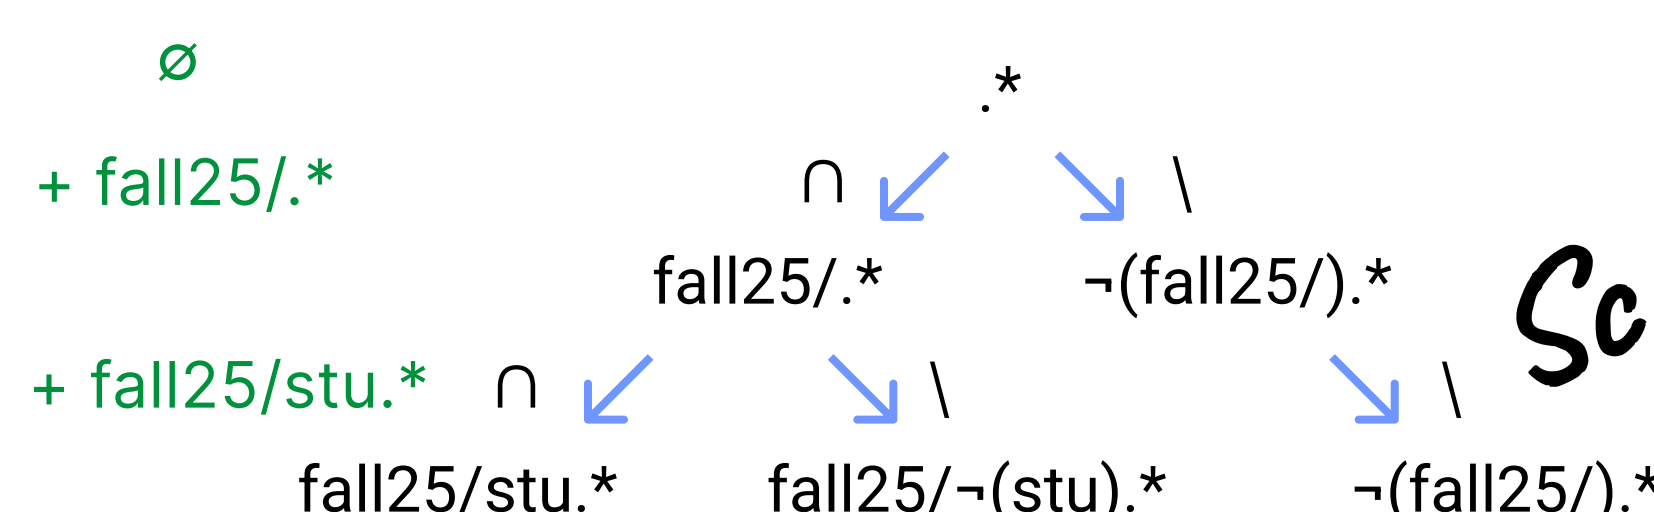 ∅
.*
+ fall25/.*
∩ \
fall25/.* ¬(fall25/).*
Sc
+ fall25/stu.* ∩ \ \
fall25/stu.* fall25/¬(stu).* ¬(fall25/).*